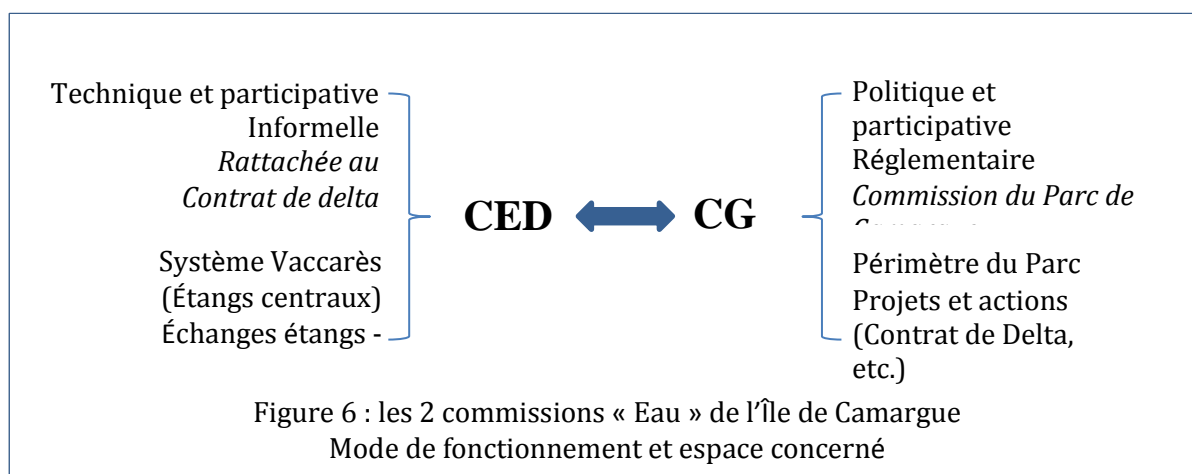 Technique et participative
Informelle
Rattachée au
Contrat de delta
Système Vaccarès
(Étangs centraux)
Échanges étangs -
CED
CG
Politique et
participative
Réglementaire
Commission du Parc de
Périmètre du Parc
Projets et actions
(Contrat de Delta,
etc.)
Figure 6 : les 2 commissions « Eau » de l’Île de Camargue
Mode de fonctionnement et espace concerné